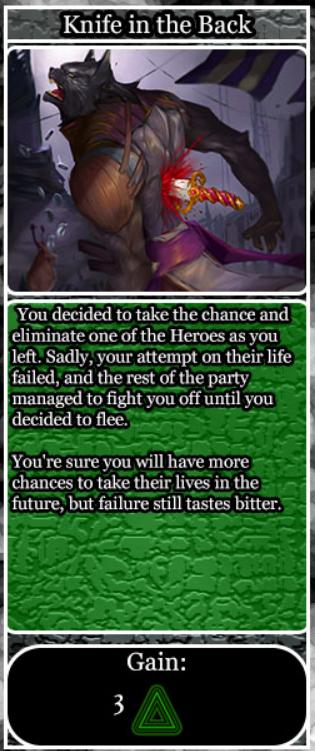 Knife in the Back
You decided to take the chance and
eliminate one of the Heroes as you
left. Sadly, your attempt on their life
failed, and the rest of the party
managed to fight you off until you
decided to flee.
You're sure you will have more
chances to take their lives in the
future, but failure still tastes bitter.
Gain:
3